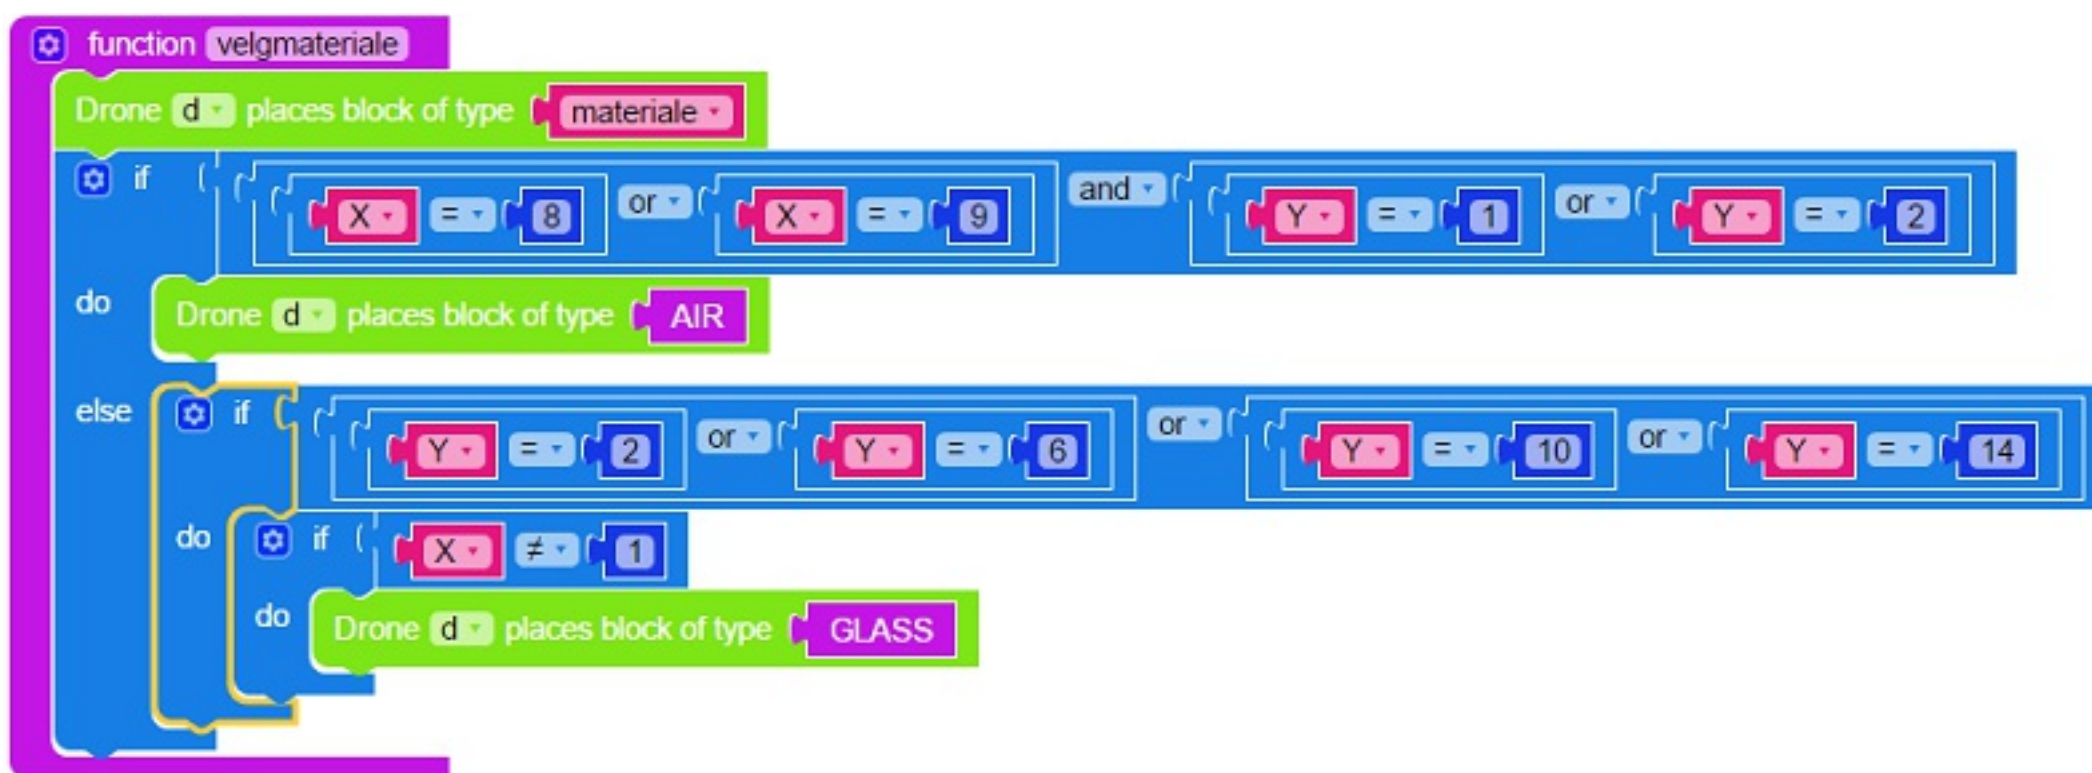 function velgmateriale
Drone d places block of type materiale
if X = 8 or X = 9 and Y = 1 or Y = 2
do Drone d places block of type AIR
else if Y = 2 or Y = 6 or Y = 10 or Y = 14
do if X ≠ 1
do Drone d places block of type GLASS